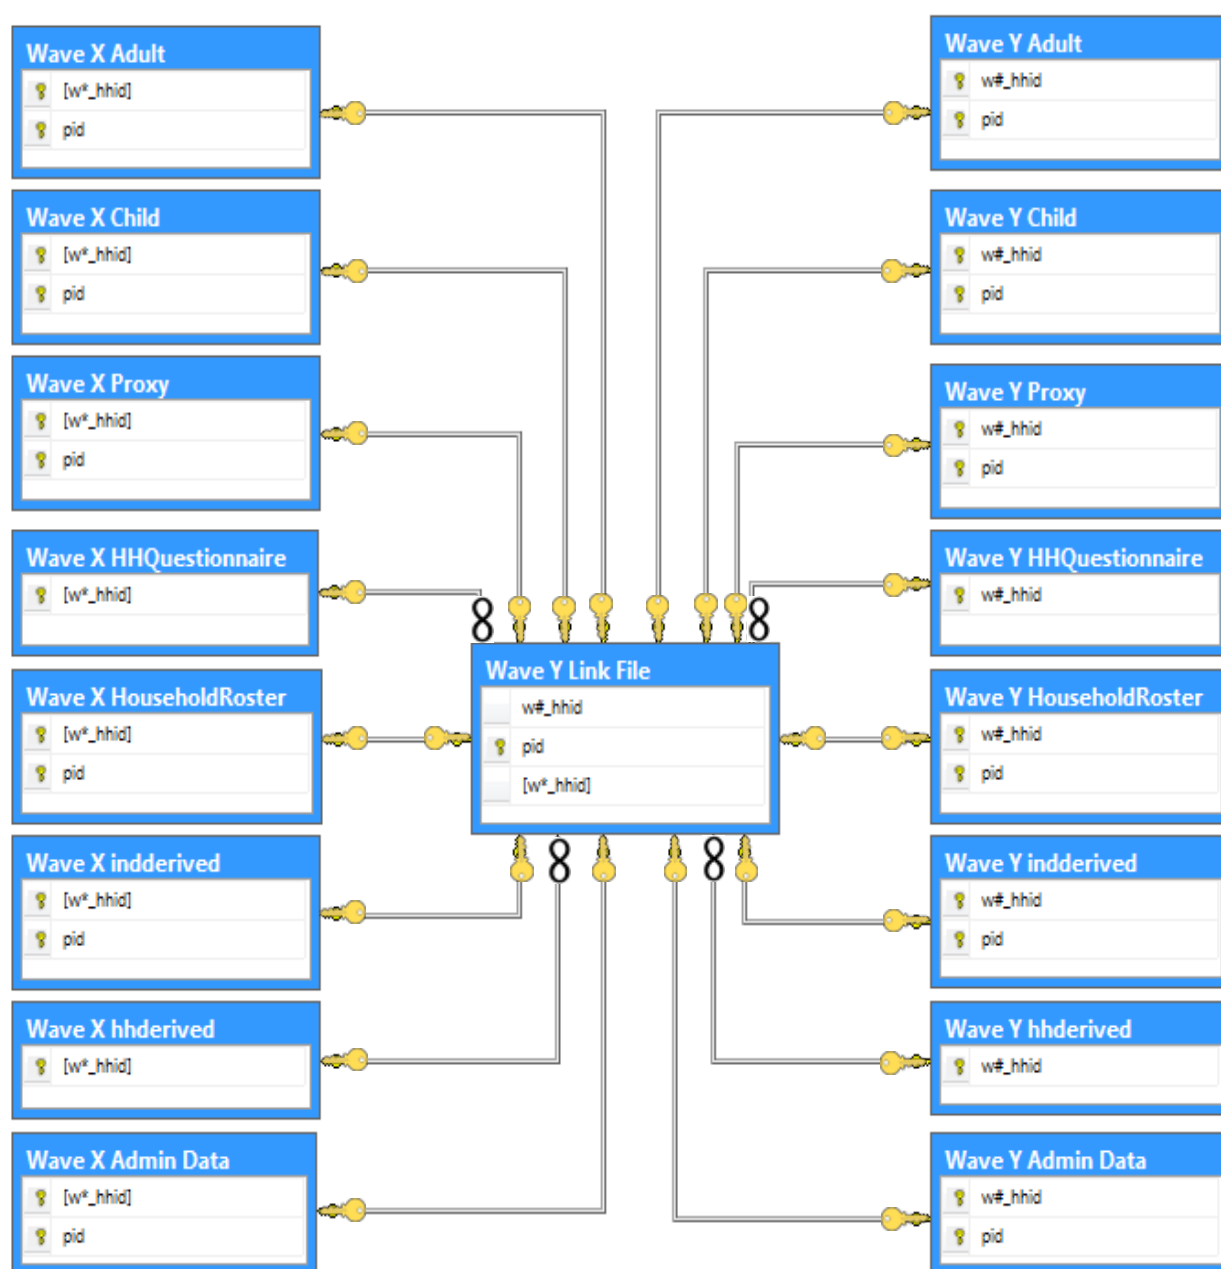 Wave X Adult
[w*_hhid]
pid
Wave X Child
[w*_hhid]
pid
Wave X Proxy
[w*_hhid]
pid
Wave X HHQuestionnaire
[w*_hhid]
Wave X HouseholdRoster
[w*_hhid]
pid
Wave X indderived
[w*_hhid]
pid
Wave X hhderived
[w*_hhid]
Wave X Admin Data
[w*_hhid]
pid
Wave Y Link File
w#_hhid
pid
[w*_hhid]
Wave Y Adult
w#_hhid
pid
Wave Y Child
w#_hhid
pid
Wave Y Proxy
w#_hhid
pid
Wave Y HHQuestionnaire
w#_hhid
Wave Y HouseholdRoster
w#_hhid
pid
Wave Y indderived
w#_hhid
pid
Wave Y hhderived
w#_hhid
Wave Y Admin Data
w#_hhid
pid